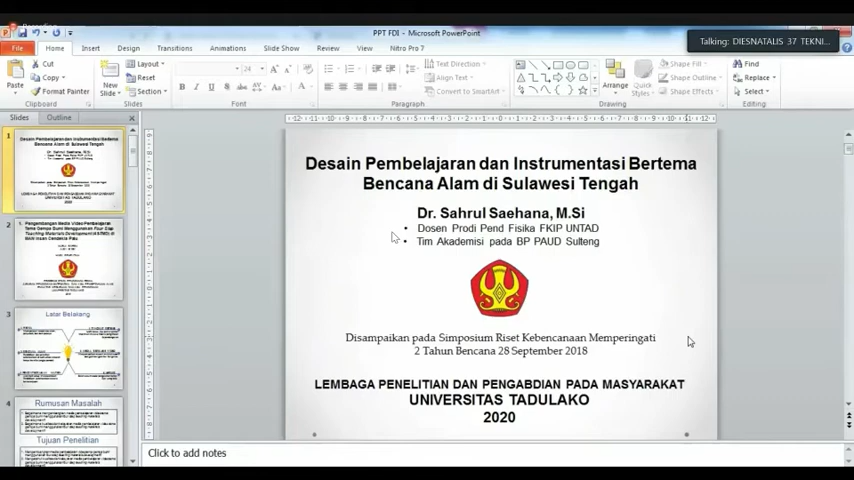 Recording
PPT FDI - Microsoft PowerPoint
Talking: DIESNATALIS 37 TEKNI...
File Home Insert Design Transitions Animations Slide Show Review View Nitro Pro 7
Paste
Cut
Copy
Format Painter
Clipboard
New Slide
Layout
Reset
Section
Slides
24
Font
Paragraph
Text Direction
Align Text
Convert to SmartArt
Arrange
Quick Styles
Shape Fill
Shape Outline
Shape Effects
Drawing
Find
Replace
Select
Editing
Slides Outline
1
2
3
Latar Belakang
4
Rumusan Masalah
Tujuan Penelitian
Desain Pembelajaran dan Instrumentasi Bertema
Bencana Alam di Sulawesi Tengah
Dr. Sahrul Saehana, M.Si
• Dosen Prodi Pend Fisika FKIP UNTAD
• Tim Akademisi pada BP PAUD Sulteng
Disampaikan pada Simposium Riset Kebencanaan Memperingati
2 Tahun Bencana 28 September 2018
LEMBAGA PENELITIAN DAN PENGABDIAN PADA MASYARAKAT
UNIVERSITAS TADULAKO
2020
Click to add notes